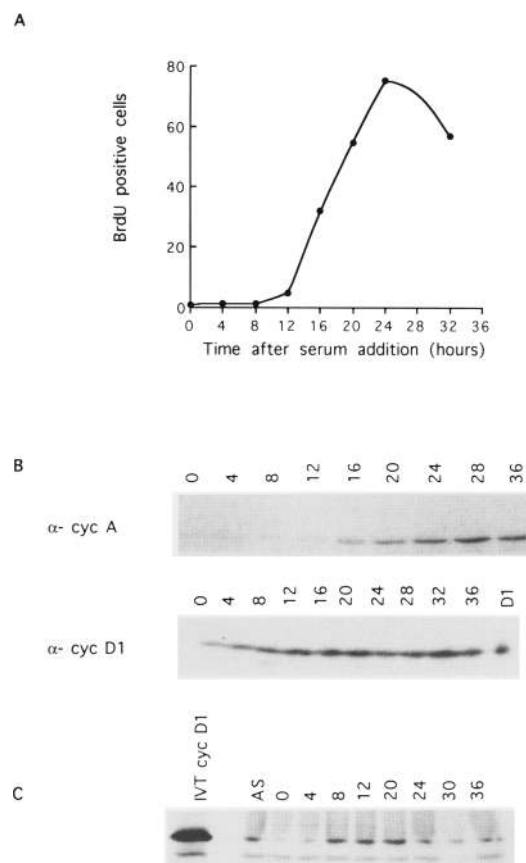 A
80
60
40
20
0
BrdU positive cells
0 4 8 12 16 20 24 28 32 36
Time after serum addition (hours)
B
0 4 8 12 16 20 24 28 36
α- cyc A
0 4 8 12 16 20 24 28 32 36 D1
α- cyc D1
C
IVT cyc D1 AS 0 4 8 12 20 24 30 36